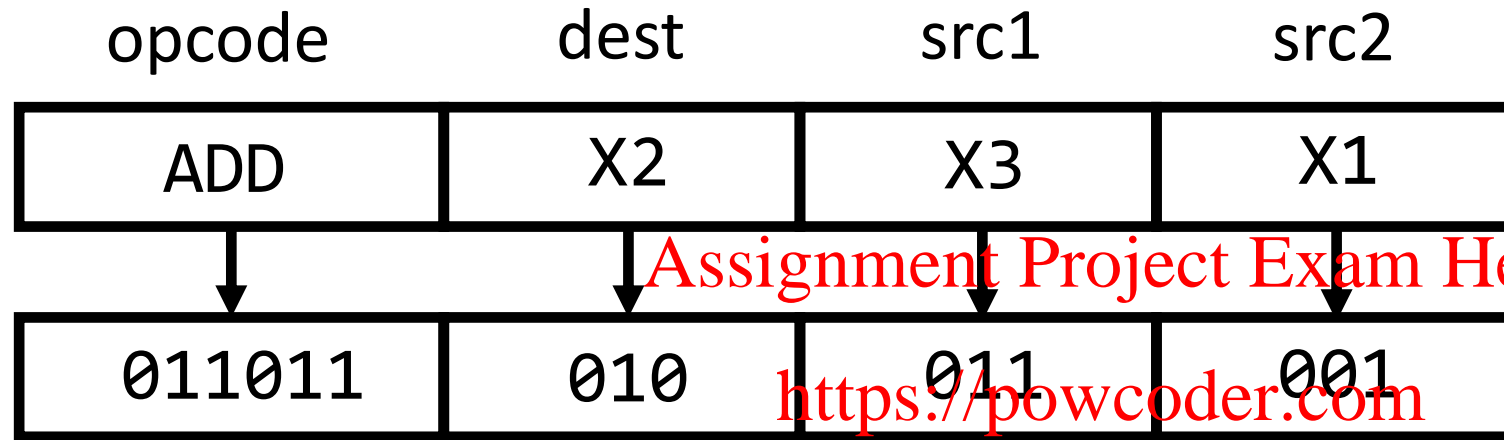 opcode dest src1 src2
ADD X2 X3 X1
Assignment Project Exam He
011011 010 011 001
https://powcoder.com